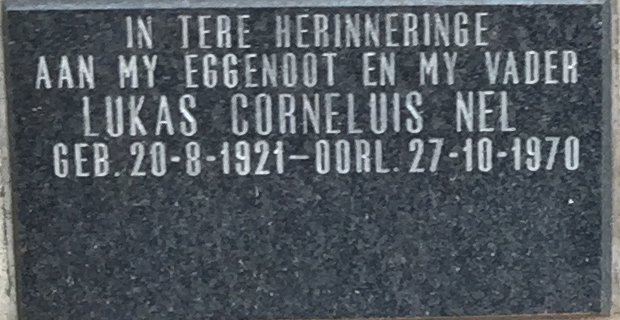 IN TERE HERINNERINGE
AAN MY EGGENOOT EN MY VADER
LUKAS CORNELUIS NEL
GEB. 20-8-1921-OORL. 27-10-1970